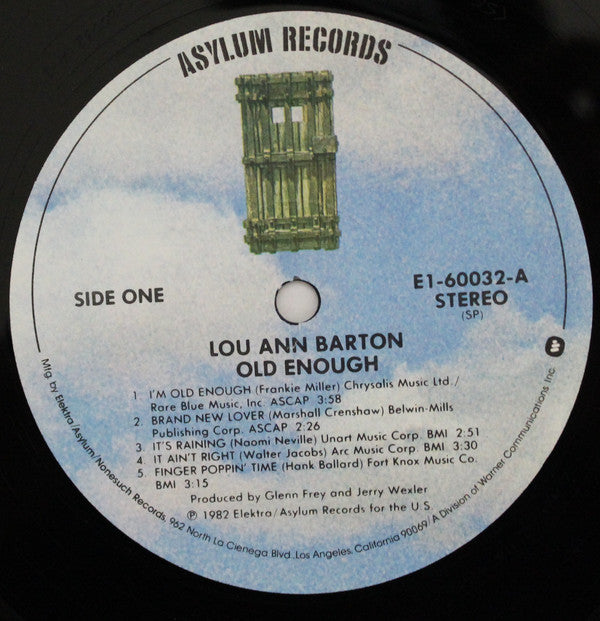 ASYLUM RECORDS
SIDE ONE
E1-60032-A
STEREO
(SP)
LOU ANN BARTON
OLD ENOUGH
1 I'M OLD ENOUGH (Frankie Miller) Chrysalis Music Ltd./
Rare Blue Music, Inc. ASCAP 3:58
2 BRAND NEW LOVER (Marshall Crenshaw) Belwin-Mills
Publishing Corp. ASCAP 2:26
3 IT'S RAINING (Naomi Neville) Unart Music Corp. BMI 2:51
4 IT AIN'T RIGHT (Walter Jacobs) Arc Music Corp. BMI 3:30
5 FINGER POPPIN' TIME (Hank Ballard) Fort Knox Music Co.
BMI 3:15
Produced by Glenn Frey and Jerry Wexler
℗ 1982 Elektra/Asylum Records for the U.S.
Mfg. by Elektra/Asylum/Nonesuch Records, 962 North La Cienega Blvd., Los Angeles, California 90069/A Division of Warner Communications Inc.